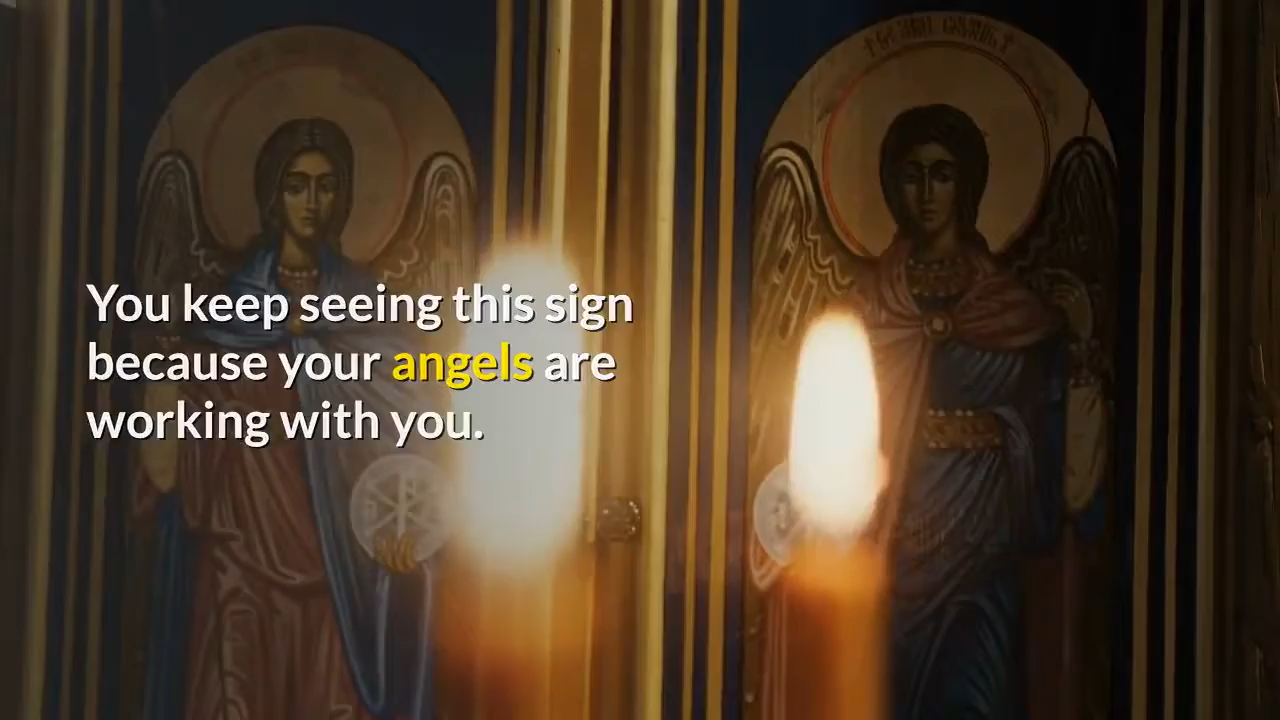 You keep seeing this sign
because your angels are
working with you.